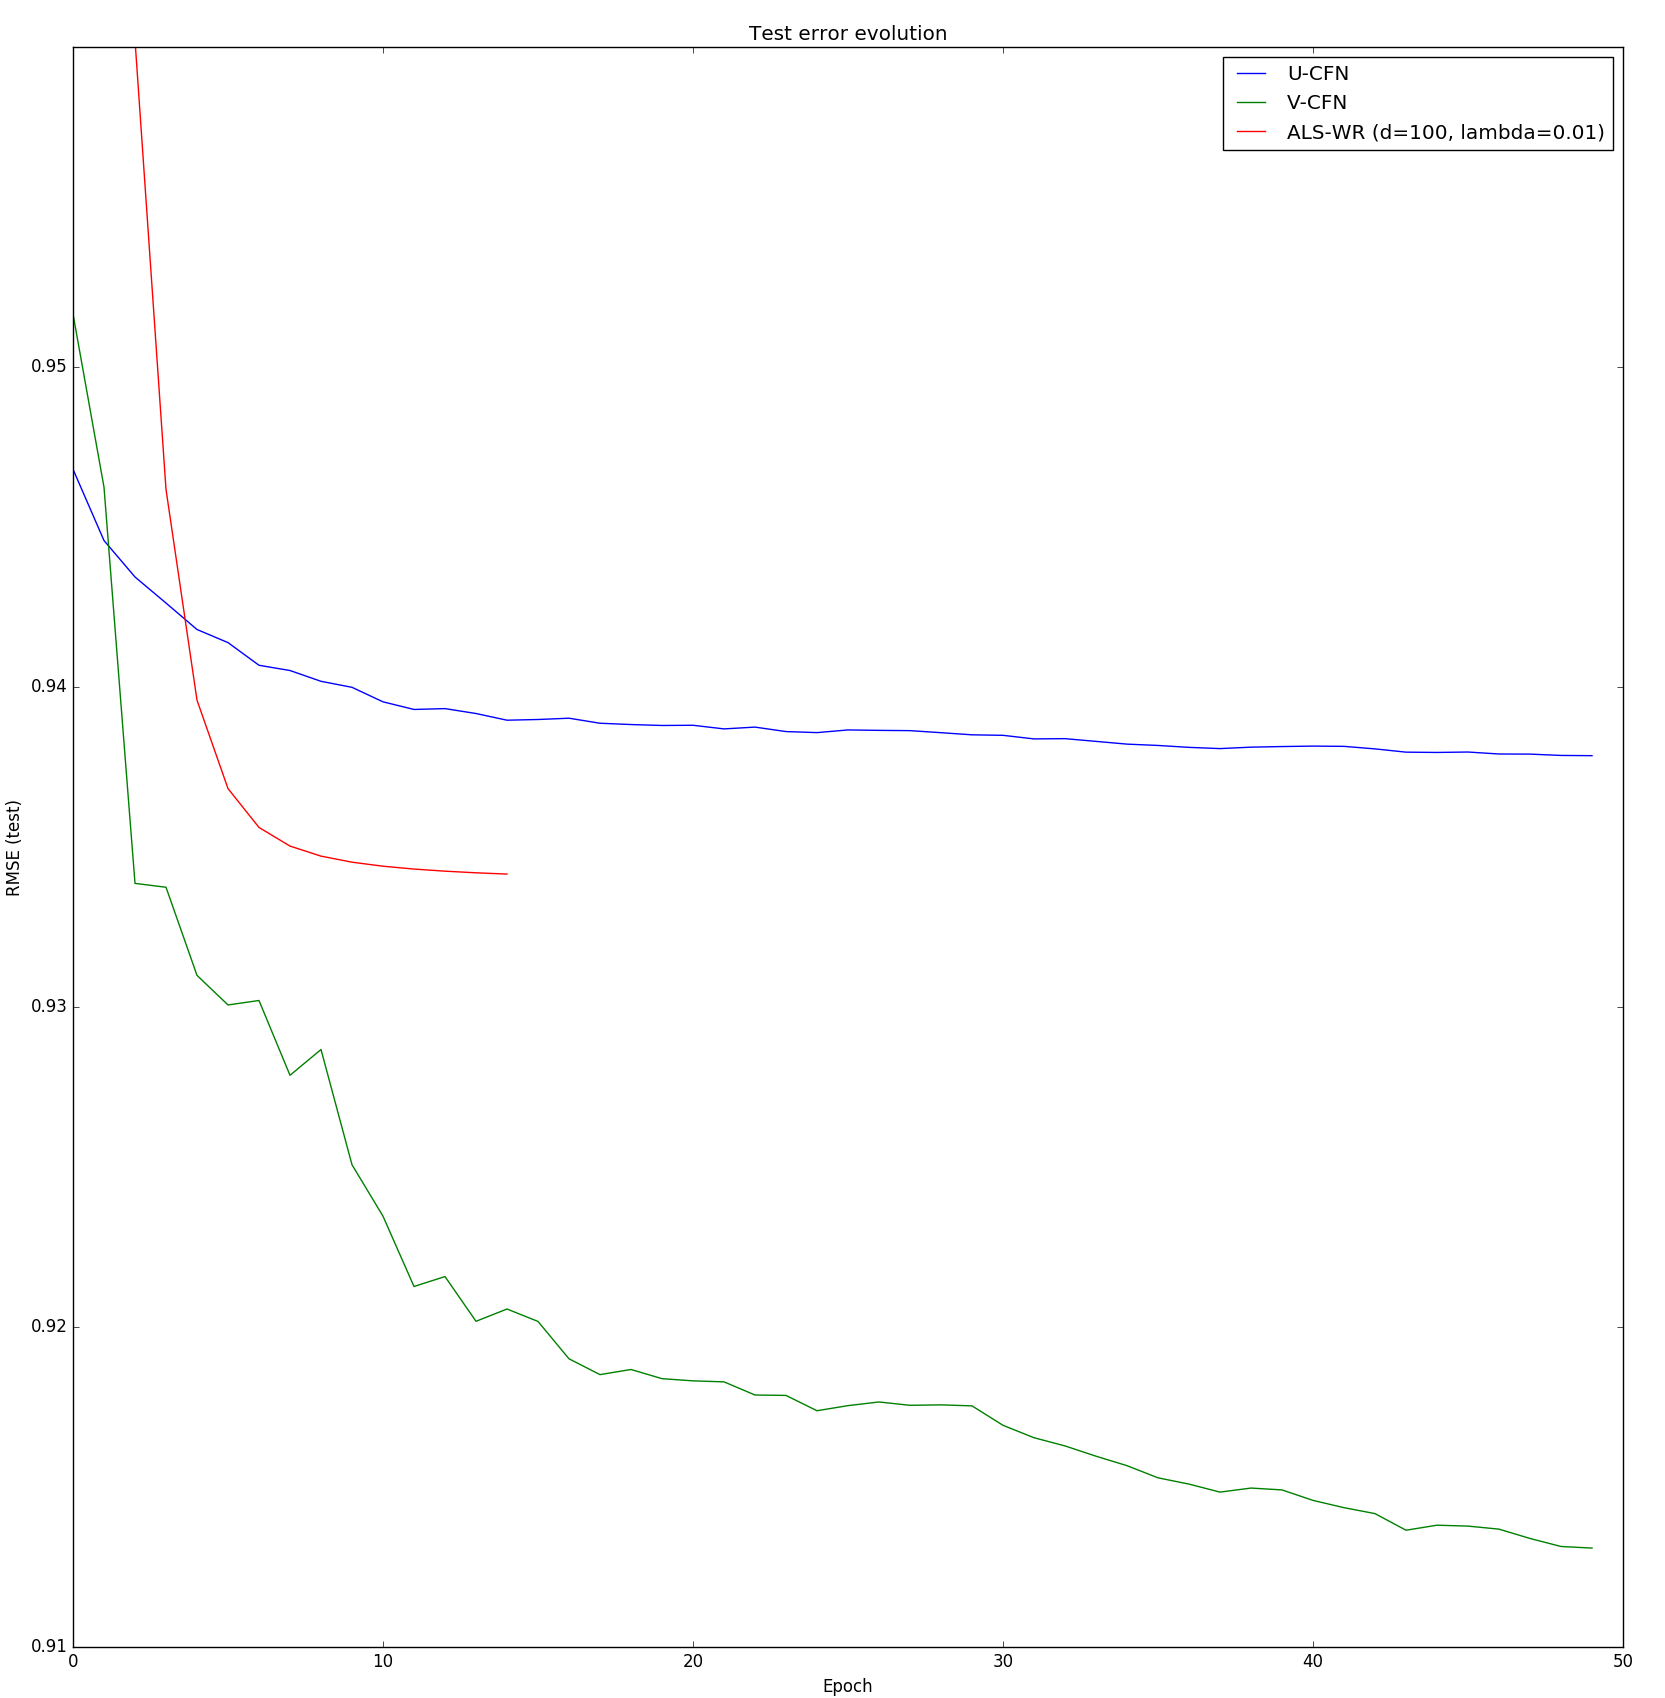 Test error evolution
U-CFN
V-CFN
ALS-WR (d=100, lambda=0.01)
0.95
0.94
0.93
0.92
0.91
RMSE (test)
0 10 20 30 40 50
Epoch